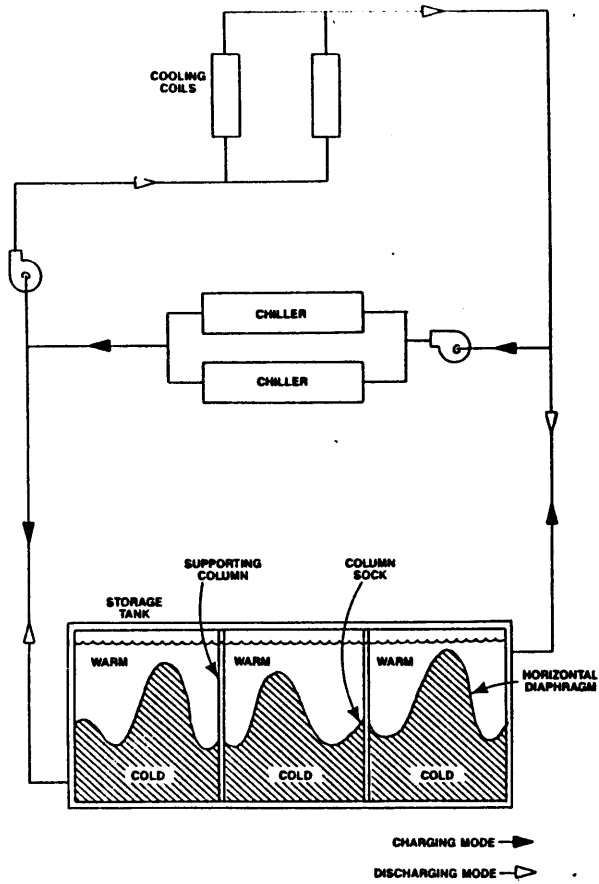 COOLING
COILS
CHILLER
CHILLER
SUPPORTING
COLUMN
COLUMN
SOCK
STORAGE
TANK
WARM
WARM
WARM
HORIZONTAL
DIAPHRAGM
COLD
COLD
COLD
CHARGING MODE
DISCHARGING MODE